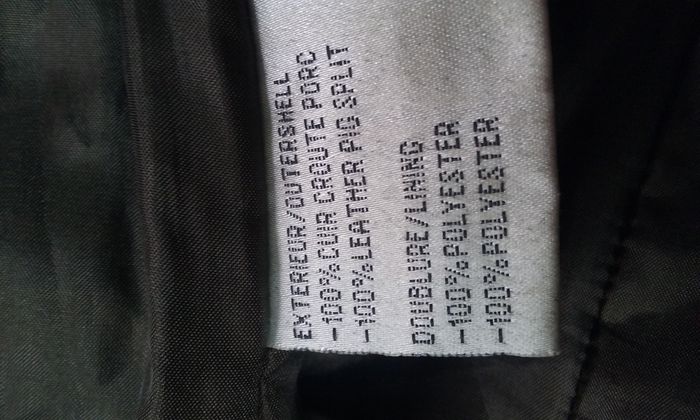 EXTERIEUR/OUTERSHELL
-100%CUIR CROUTE PORC
-100%LEATHER PIG SPLIT
DOUBLURE/LINING
-100%POLYESTER
-100%POLYESTER